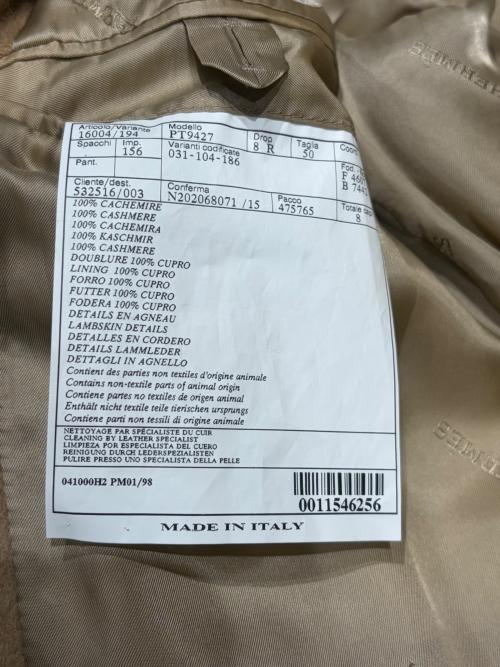 HERMES
Articolo/Variante Modello Drop Taglia
16004/194 PT9427 8 R 50
Spacchi Imp. Varianti codificate
156 031-104-186
Pant.
Cliente/dest. Conferma Pacco Totale
532516/003 N202068071 /15 475765 8
100% CACHEMIRE
100% CASHMERE
100% CACHEMIRA
100% KASCHMIR
100% CASHMERE
DOUBLURE 100% CUPRO
LINING 100% CUPRO
FORRO 100% CUPRO
FUTTER 100% CUPRO
FODERA 100% CUPRO
DETAILS EN AGNEAU
LAMBSKIN DETAILS
DETALLES EN CORDERO
DETAILS LAMMLEDER
DETTAGLI IN AGNELLO
Contient des parties non textiles d'origine animale
Contains non-textile parts of animal origin
Contiene partes no textiles de origen animal
Enthält nicht textile teile tierischen ursprungs
Contiene parti non tessili di origine animale
NETTOYAGE PAR SPÉCIALISTE DU CUIR
CLEANING BY LEATHER SPECIALIST
LIMPIEZA POR ESPECIALISTA DEL CUERO
REINIGUNG DURCH LEDERSPEZIALISTEN
PULIRE PRESSO UNO SPECIALISTA DELLA PELLE
041000H2 PM01/98
0011546256
MADE IN ITALY